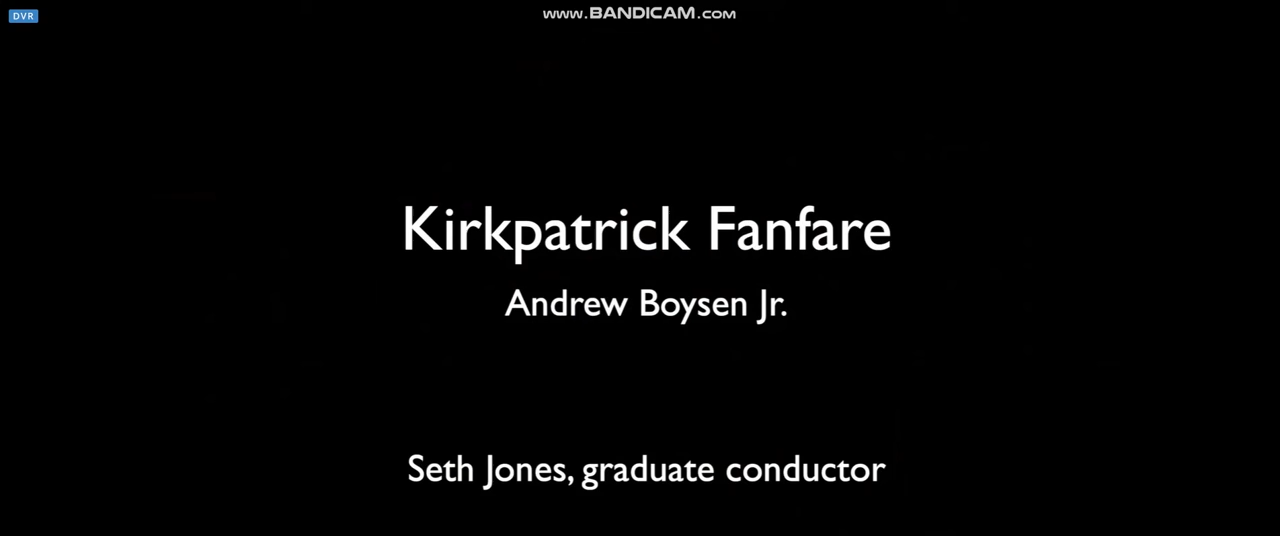 DVR
www.BANDICAM.com
Kirkpatrick Fanfare
Andrew Boysen Jr.
Seth Jones, graduate conductor